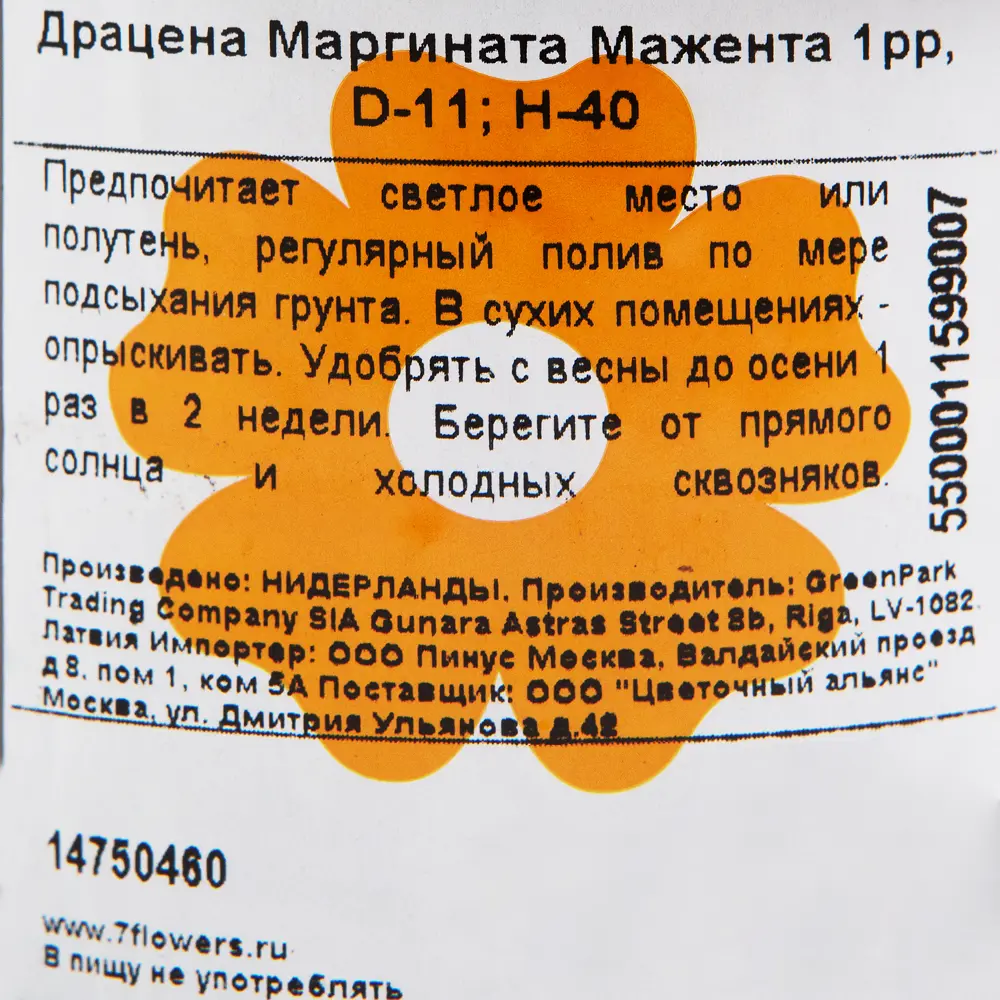 Драцена Маргината Мажента 1рр,
D-11; H-40
Предпочитает светлое место или
полутень, регулярный полив по мере
подсыхания грунта. В сухих помещениях -
опрыскивать. Удобрять с весны до осени 1
раз в 2 недели. Берегите от прямого
солнца и холодных сквозняков.
5500011599007
Произведено: НИДЕРЛАНДЫ. Производитель: GreenPark
Trading Company SIA Gunara Astras Street 8b, Riga, LV-1082.
Латвия Импортер: ООО Пинус Москва, Валдайский проезд
д 8, пом 1, ком 5А Поставщик: ООО "Цветочный альянс"
Москва, ул. Дмитрия Ульянова д.42
14750460
www.7flowers.ru
В пищу не употреблять